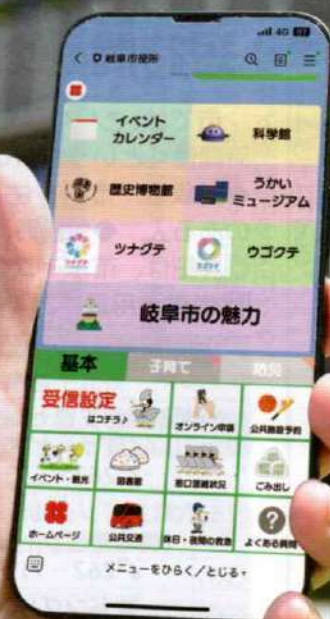 4G 97
岐阜市役所
イベント
カレンダー
科学館
歴史博物館
うかい
ミュージアム
ツナグテ
ウゴクテ
岐阜市の魅力
基本
子育て
防災
受信設定
はコチラ♪
オンライン申請
公共施設予約
イベント・観光
図書館
窓口混雑状況
ごみ出し
ホームページ
公共交通
休日・夜間の救急
よくある質問
メニューをひらく/とじる